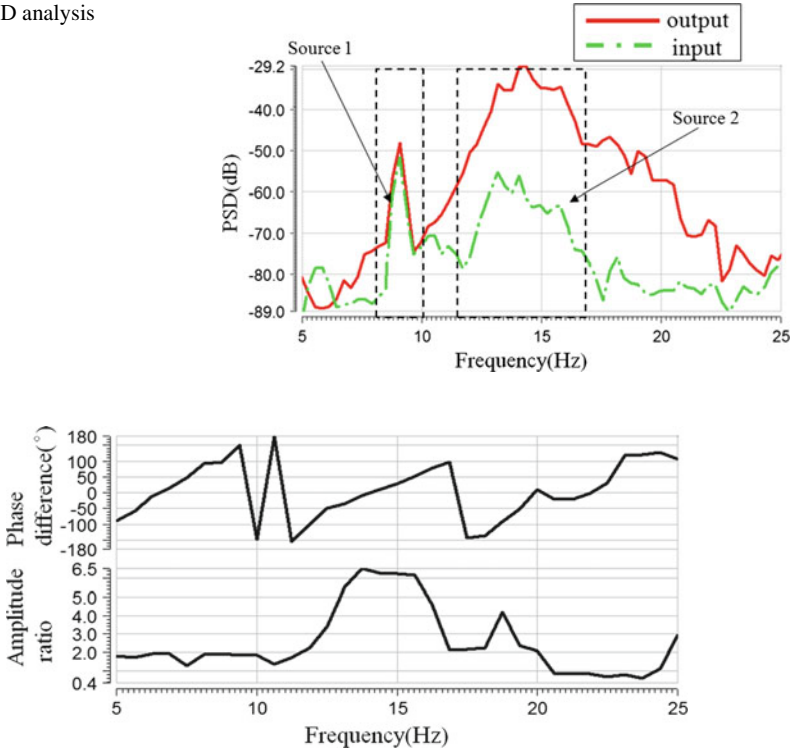 D analysis
output
input
Source 1
Source 2
PSD(dB)
-29.2
-40.0
-50.0
-60.0
-70.0
-80.0
-89.0
5 10 15 20 25
Frequency(Hz)
Phase
difference(°)
180
100
50
0
-50
-100
-180
Amplitude
ratio
6.5
5.0
4.0
3.0
2.0
0.4
5 10 15 20 25
Frequency(Hz)